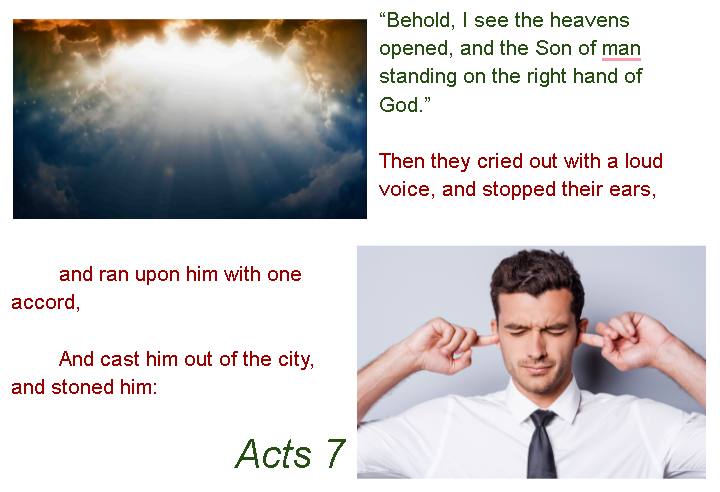 “Behold, I see the heavens
opened, and the Son of man
standing on the right hand of
God.”
Then they cried out with a loud
voice, and stopped their ears,
and ran upon him with one
accord,
And cast him out of the city,
and stoned him:
Acts 7